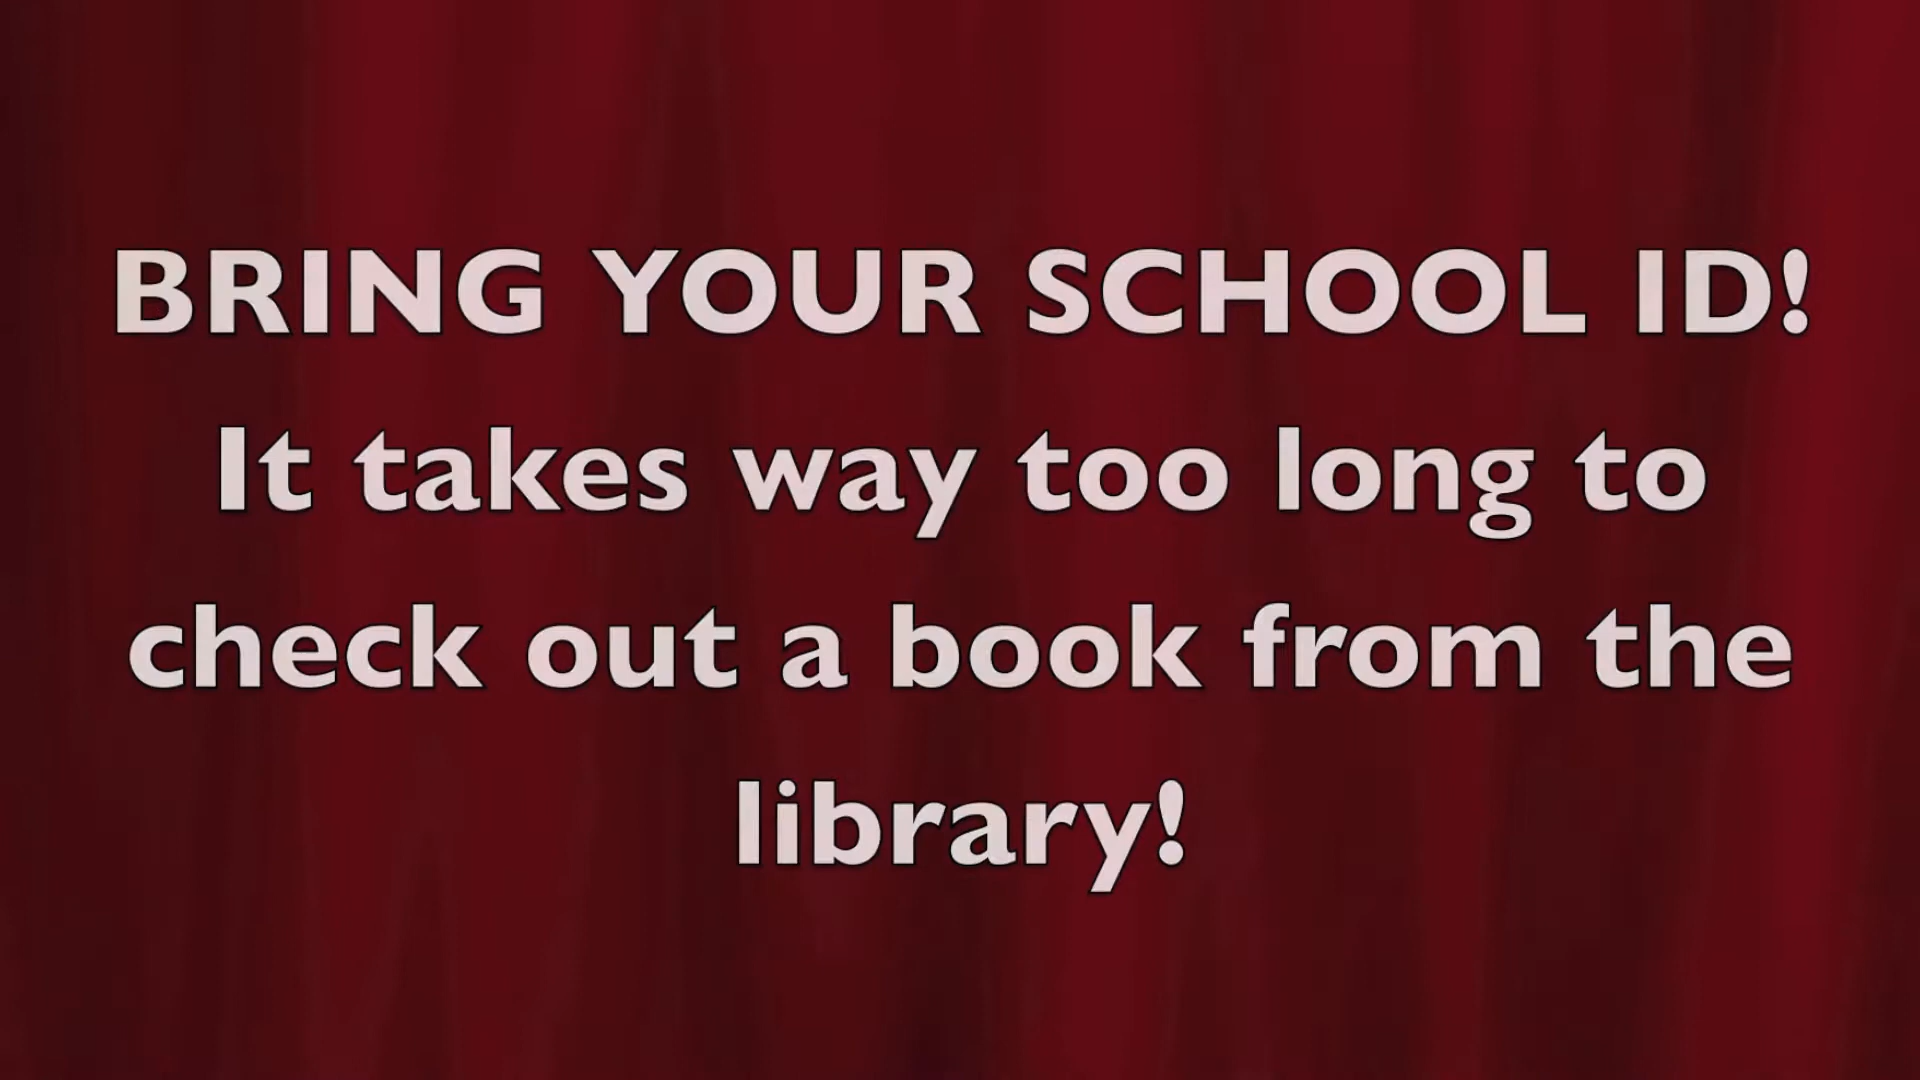 BRING YOUR SCHOOL ID!
It takes way too long to
check out a book from the
library!